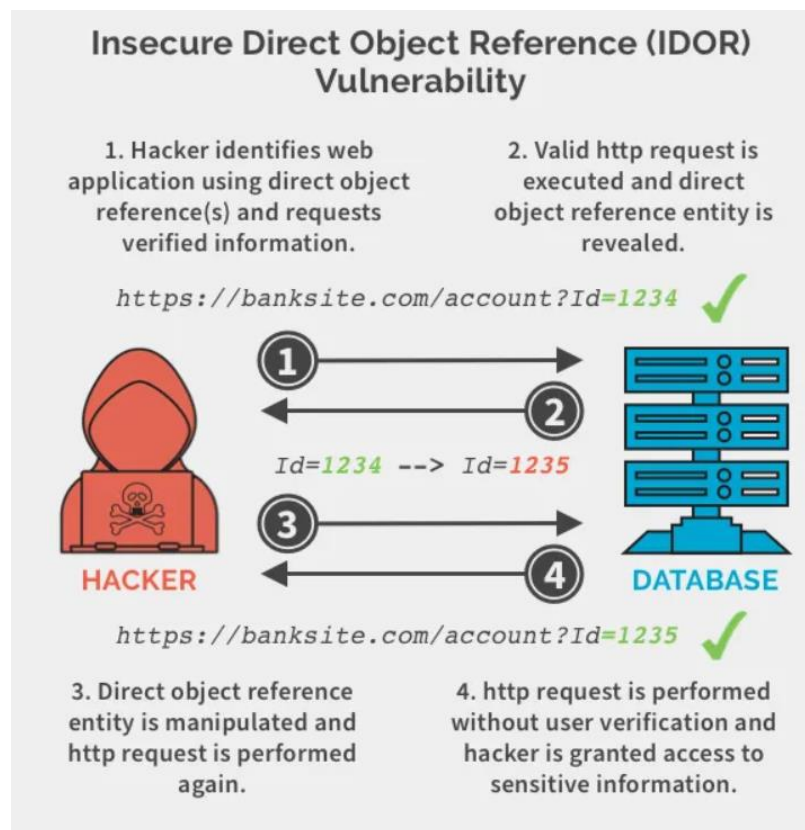 Insecure Direct Object Reference (IDOR)
Vulnerability
1. Hacker identifies web
application using direct object
reference(s) and requests
verified information.
2. Valid http request is
executed and direct
object reference entity is
revealed.
https://banksite.com/account?Id=1234
1
2
Id=1234 --> Id=1235
3
4
HACKER
DATABASE
https://banksite.com/account?Id=1235
3. Direct object reference
entity is manipulated and
http request is performed
again.
4. http request is performed
without user verification and
hacker is granted access to
sensitive information.